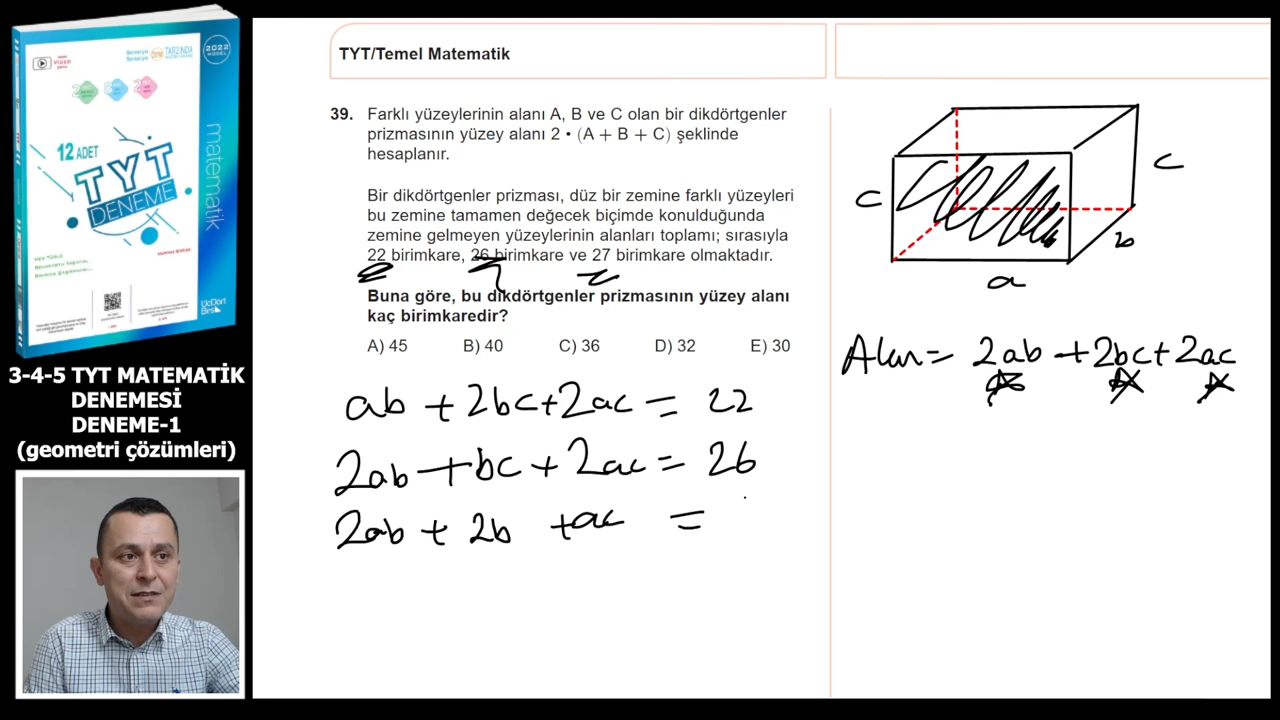 2022
MODEL
12 ADET
TYT
DENEME
matematik
ÜçDört
Beş
3-4-5 TYT MATEMATİK
DENEMESİ
DENEME-1
(geometri çözümleri)
TYT/Temel Matematik
39. Farklı yüzeylerinin alanı A, B ve C olan bir dikdörtgenler
prizmasının yüzey alanı 2 • (A + B + C) şeklinde
hesaplanır.
Bir dikdörtgenler prizması, düz bir zemine farklı yüzeyleri
bu zemine tamamen değecek biçimde konulduğunda
zemine gelmeyen yüzeylerinin alanları toplamı; sırasıyla
22 birimkare, 26 birimkare ve 27 birimkare olmaktadır.
Buna göre, bu dikdörtgenler prizmasının yüzey alanı
kaç birimkaredir?
A) 45 B) 40 C) 36 D) 32 E) 30
ab + 2bc + 2ac = 22
2ab + bc + 2ac = 26
2ab + 2b + ac =
c
c
b
a
Alan = 2ab + 2bc + 2ac